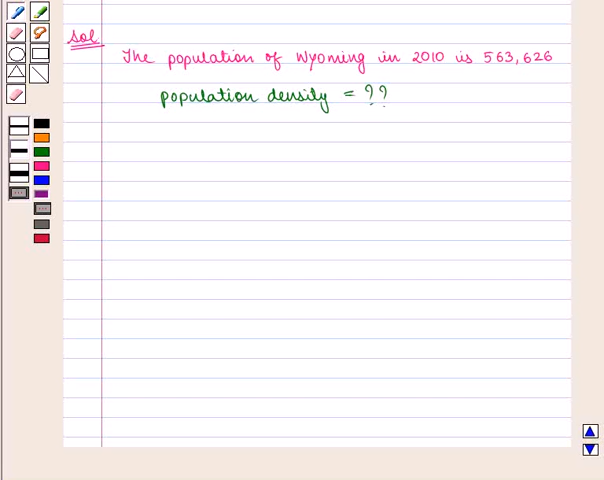 Sol
The population of Wyoming in 2010 is 563,626
population density = ??